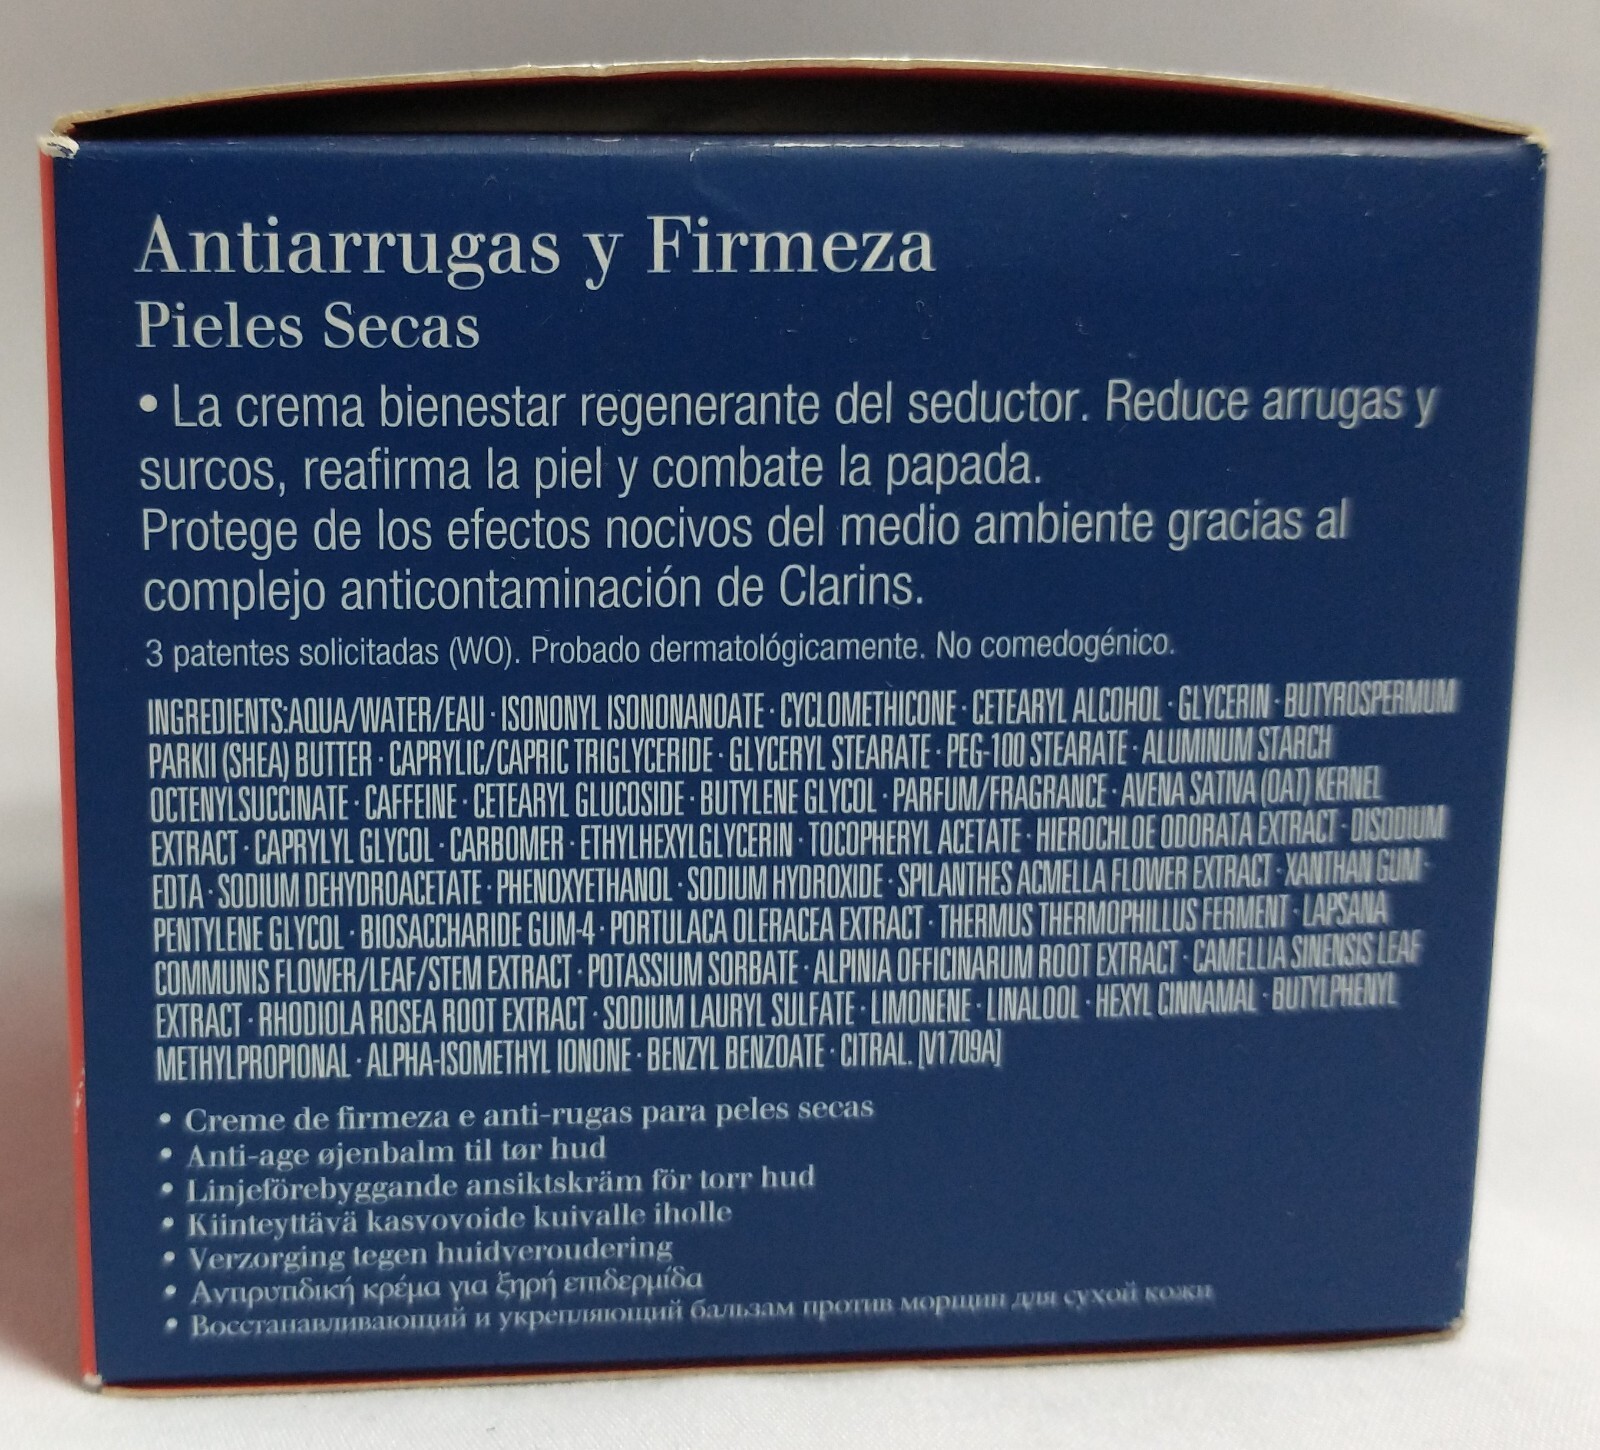 Antiarrugas y Firmeza
Pieles Secas
• La crema bienestar regenerante del seductor. Reduce arrugas y
surcos, reafirma la piel y combate la papada.
Protege de los efectos nocivos del medio ambiente gracias al
complejo anticontaminación de Clarins.
3 patentes solicitadas (WO). Probado dermatológicamente. No comedogénico.
INGREDIENTS:AQUA/WATER/EAU · ISONONYL ISONONANOATE · CYCLOMETHICONE · CETEARYL ALCOHOL · GLYCERIN · BUTYROSPERMUM
PARKII (SHEA) BUTTER · CAPRYLIC/CAPRIC TRIGLYCERIDE · GLYCERYL STEARATE · PEG-100 STEARATE · ALUMINUM STARCH
OCTENYLSUCCINATE · CAFFEINE · CETEARYL GLUCOSIDE · BUTYLENE GLYCOL · PARFUM/FRAGRANCE · AVENA SATIVA (OAT) KERNEL
EXTRACT · CAPRYLYL GLYCOL · CARBOMER · ETHYLHEXYLGLYCERIN · TOCOPHERYL ACETATE · HIEROCHLOE ODORATA EXTRACT · DISODIUM
EDTA · SODIUM DEHYDROACETATE · PHENOXYETHANOL · SODIUM HYDROXIDE · SPILANTHES ACMELLA FLOWER EXTRACT · XANTHAN GUM ·
PENTYLENE GLYCOL · BIOSACCHARIDE GUM-4 · PORTULACA OLERACEA EXTRACT · THERMUS THERMOPHILLUS FERMENT · LAPSANA
COMMUNIS FLOWER/LEAF/STEM EXTRACT · POTASSIUM SORBATE · ALPINIA OFFICINARUM ROOT EXTRACT · CAMELLIA SINENSIS LEAF
EXTRACT · RHODIOLA ROSEA ROOT EXTRACT · SODIUM LAURYL SULFATE · LIMONENE · LINALOOL · HEXYL CINNAMAL · BUTYLPHENYL
METHYLPROPIONAL · ALPHA-ISOMETHYL IONONE · BENZYL BENZOATE · CITRAL. [V1709A]
• Creme de firmeza e anti-rugas para peles secas
• Anti-age øjenbalm til tør hud
• Linjeförebyggande ansiktskräm för torr hud
• Kiinteyttävä kasvovoide kuivalle iholle
• Verzorging tegen huidveroudering
• Αντιρυτιδική κρέμα για ξηρή επιδερμίδα
• Восстанавливающий и укрепляющий бальзам против морщин для сухой кожи